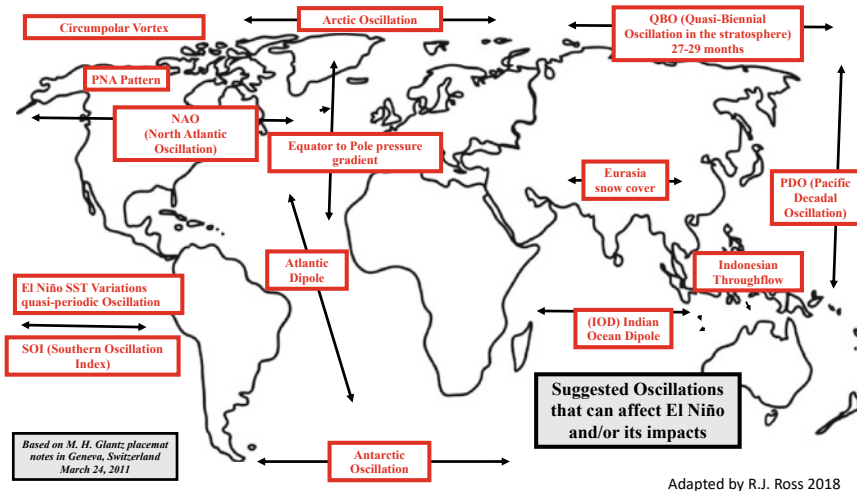 Circumpolar Vortex
Arctic Oscillation
QBO (Quasi-Biennial
Oscillation in the stratosphere)
27-29 months
PNA Pattern
NAO
(North Atlantic
Oscillation)
Equator to Pole pressure
gradient
Eurasia
snow cover
PDO (Pacific
Decadal
Oscillation)
Atlantic
Dipole
Indonesian
Throughflow
El Niño SST Variations
quasi-periodic Oscillation
SOI (Southern Oscillation
Index)
(IOD) Indian
Ocean Dipole
Suggested Oscillations
that can affect El Niño
and/or its impacts
Based on M. H. Glantz placemat
notes in Geneva, Switzerland
March 24, 2011
Antarctic
Oscillation
Adapted by R.J. Ross 2018